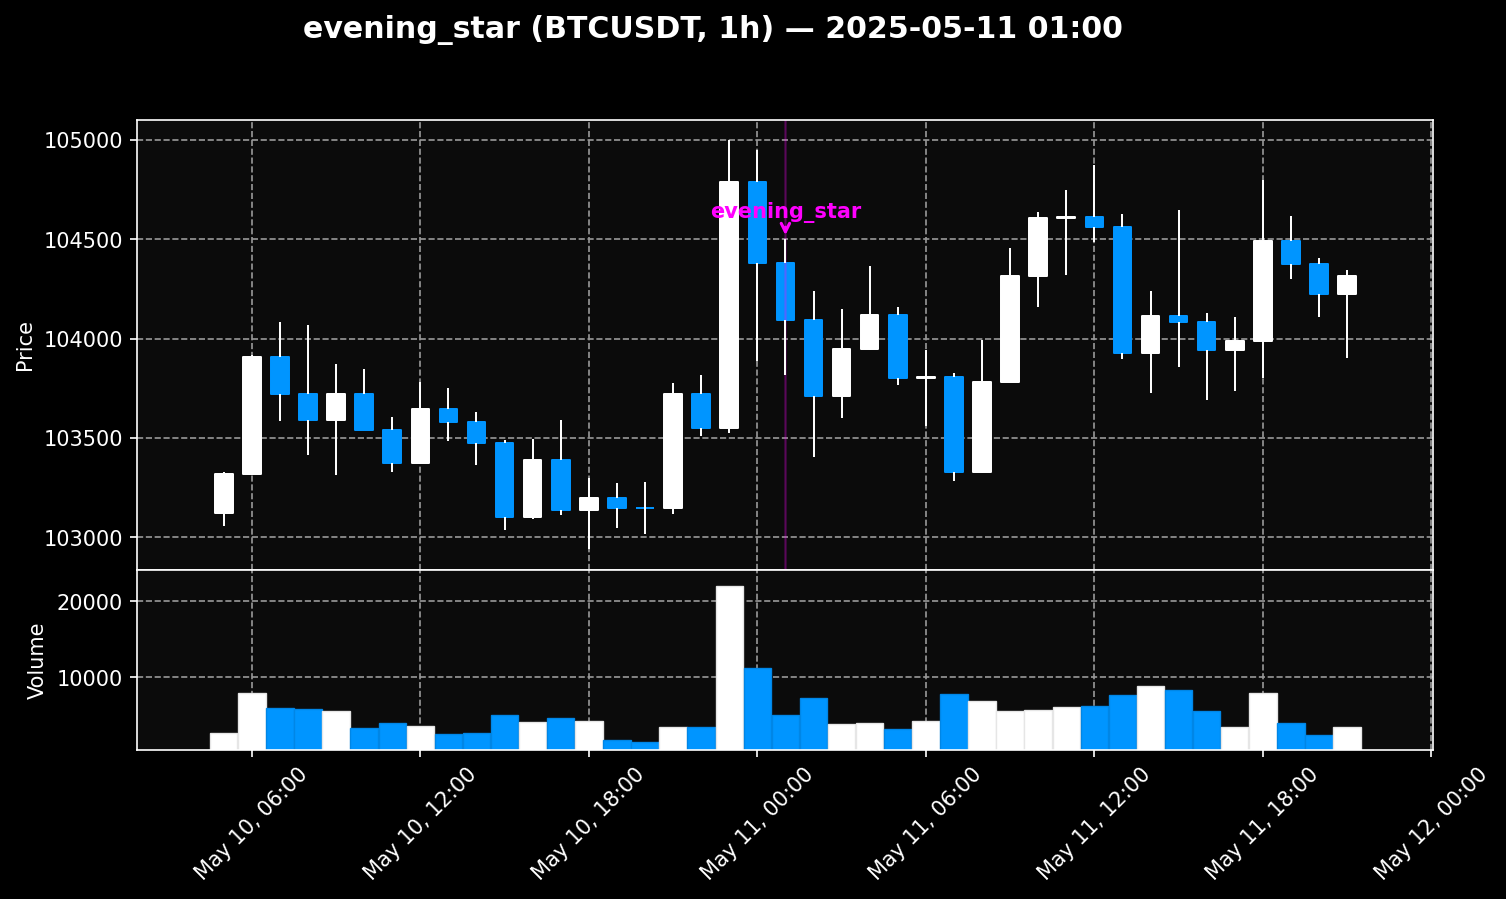 evening_star (BTCUSDT, 1h) — 2025-05-11 01:00
105000
104500
104000
103500
103000
Price
evening_star
20000
10000
Volume
May 10, 06:00
May 10, 12:00
May 10, 18:00
May 11, 00:00
May 11, 06:00
May 11, 12:00
May 11, 18:00
May 12, 00:00